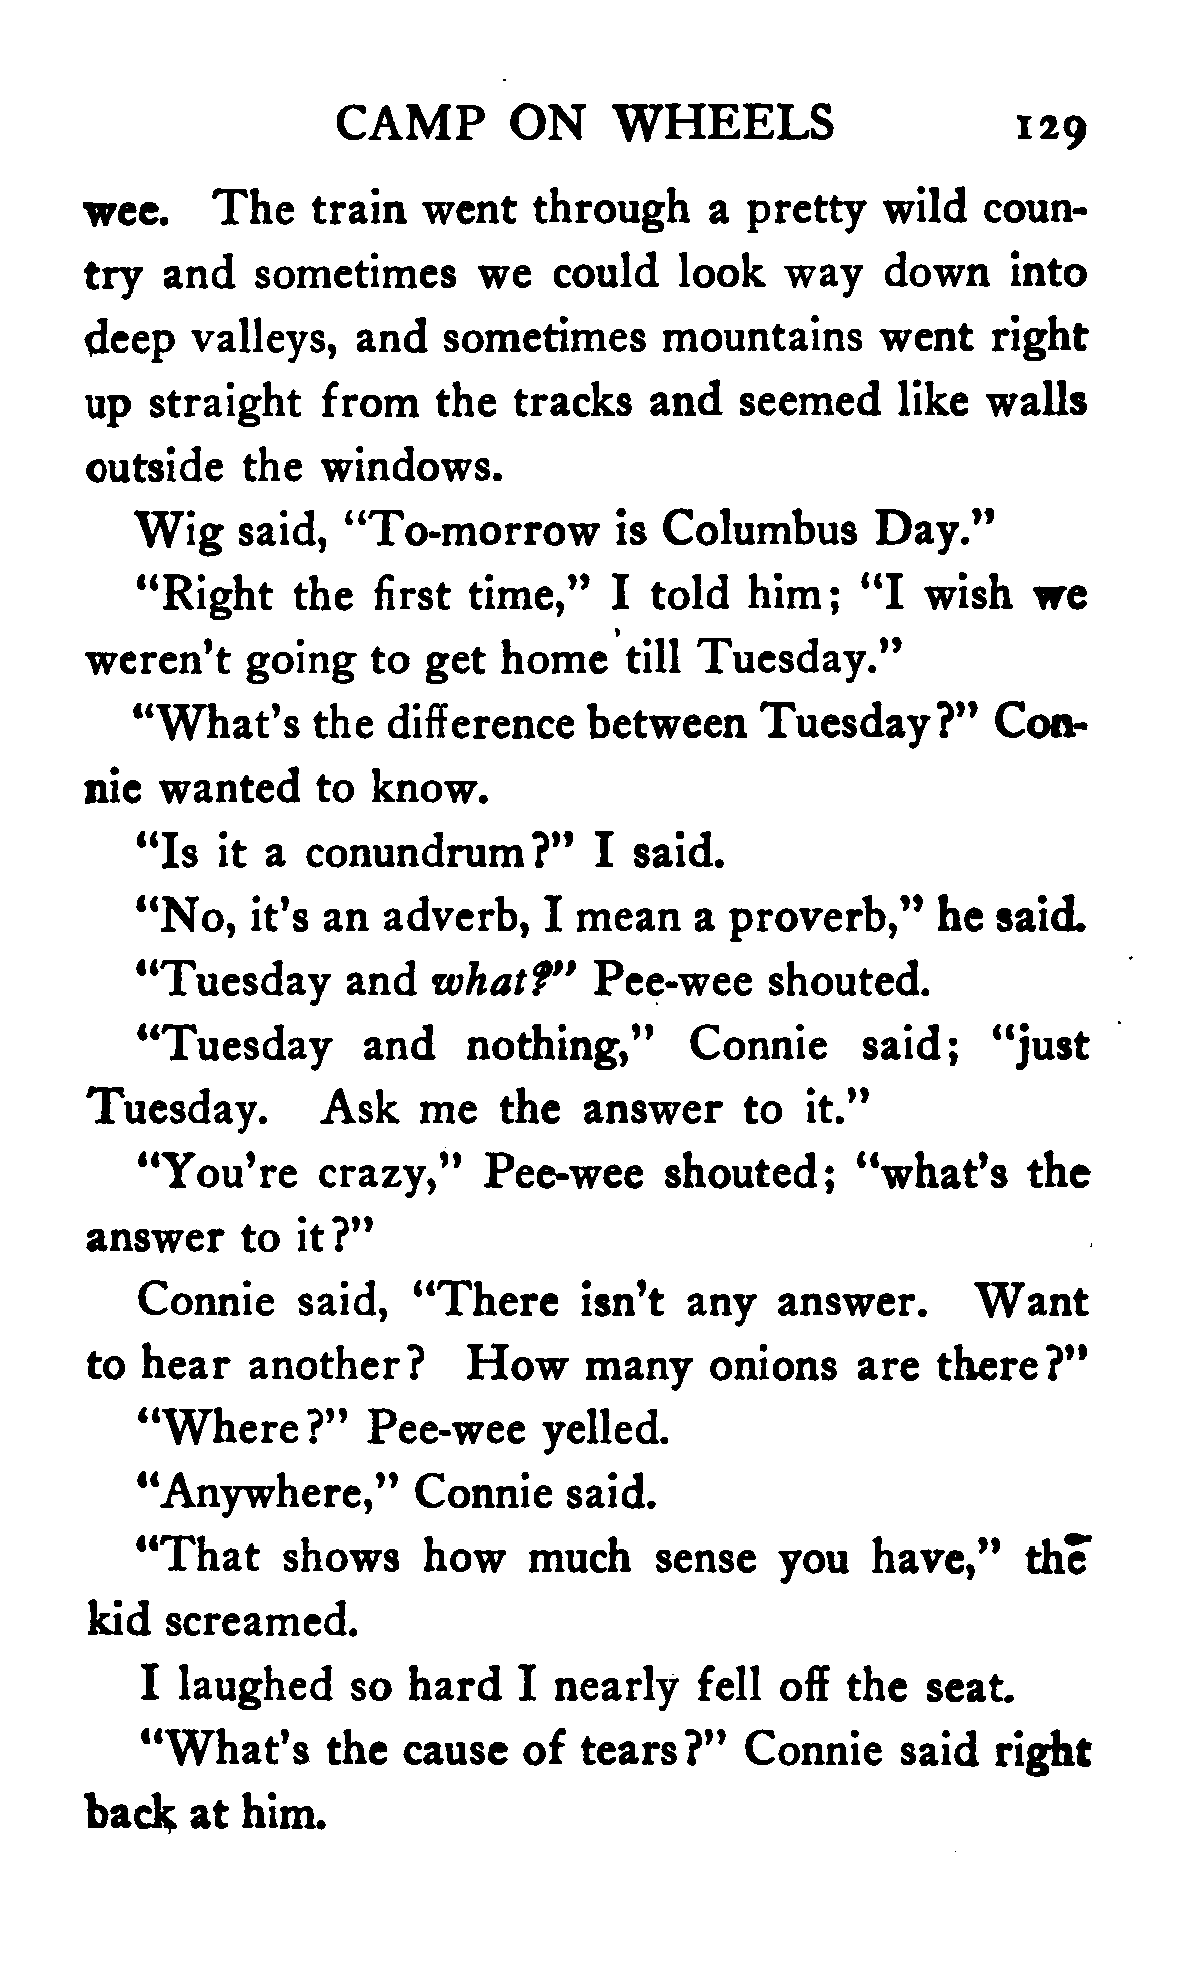 CAMP ON WHEELS 129
wee. The train went through a pretty wild coun-
try and sometimes we could look way down into
deep valleys, and sometimes mountains went right
up straight from the tracks and seemed like walls
outside the windows.
Wig said, "To-morrow is Columbus Day."
"Right the first time," I told him; "I wish we
weren't going to get home 'till Tuesday."
"What's the difference between Tuesday?" Con-
nie wanted to know.
"Is it a conundrum?" I said.
"No, it's an adverb, I mean a proverb," he said.
"Tuesday and what?" Pee-wee shouted.
"Tuesday and nothing," Connie said; "just
Tuesday. Ask me the answer to it."
"You're crazy," Pee-wee shouted; "what's the
answer to it?"
Connie said, "There isn't any answer. Want
to hear another? How many onions are there?"
"Where?" Pee-wee yelled.
"Anywhere," Connie said.
"That shows how much sense you have," the
kid screamed.
I laughed so hard I nearly fell off the seat.
"What's the cause of tears?" Connie said right
back at him.